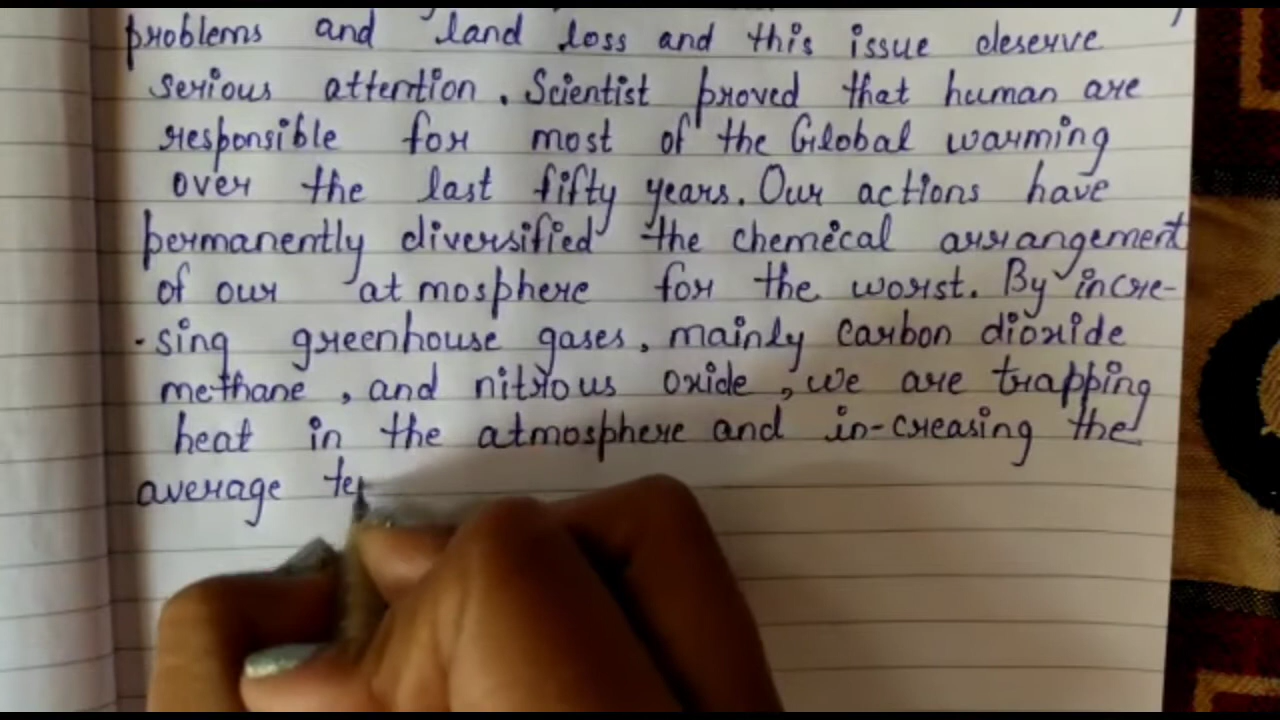 problems and land loss and this issue deserve
serious attention. Scientist proved that human are
responsible for most of the Global warming
over the last fifty years. Our actions have
permanently diversified the chemecal arrangement
of our atmosphere for the worst. By incre-
-sing greenhouse gases, mainly carbon dioxide
methane, and nitrous oxide, we are trapping
heat in the atmosphere and in-creasing the
average te